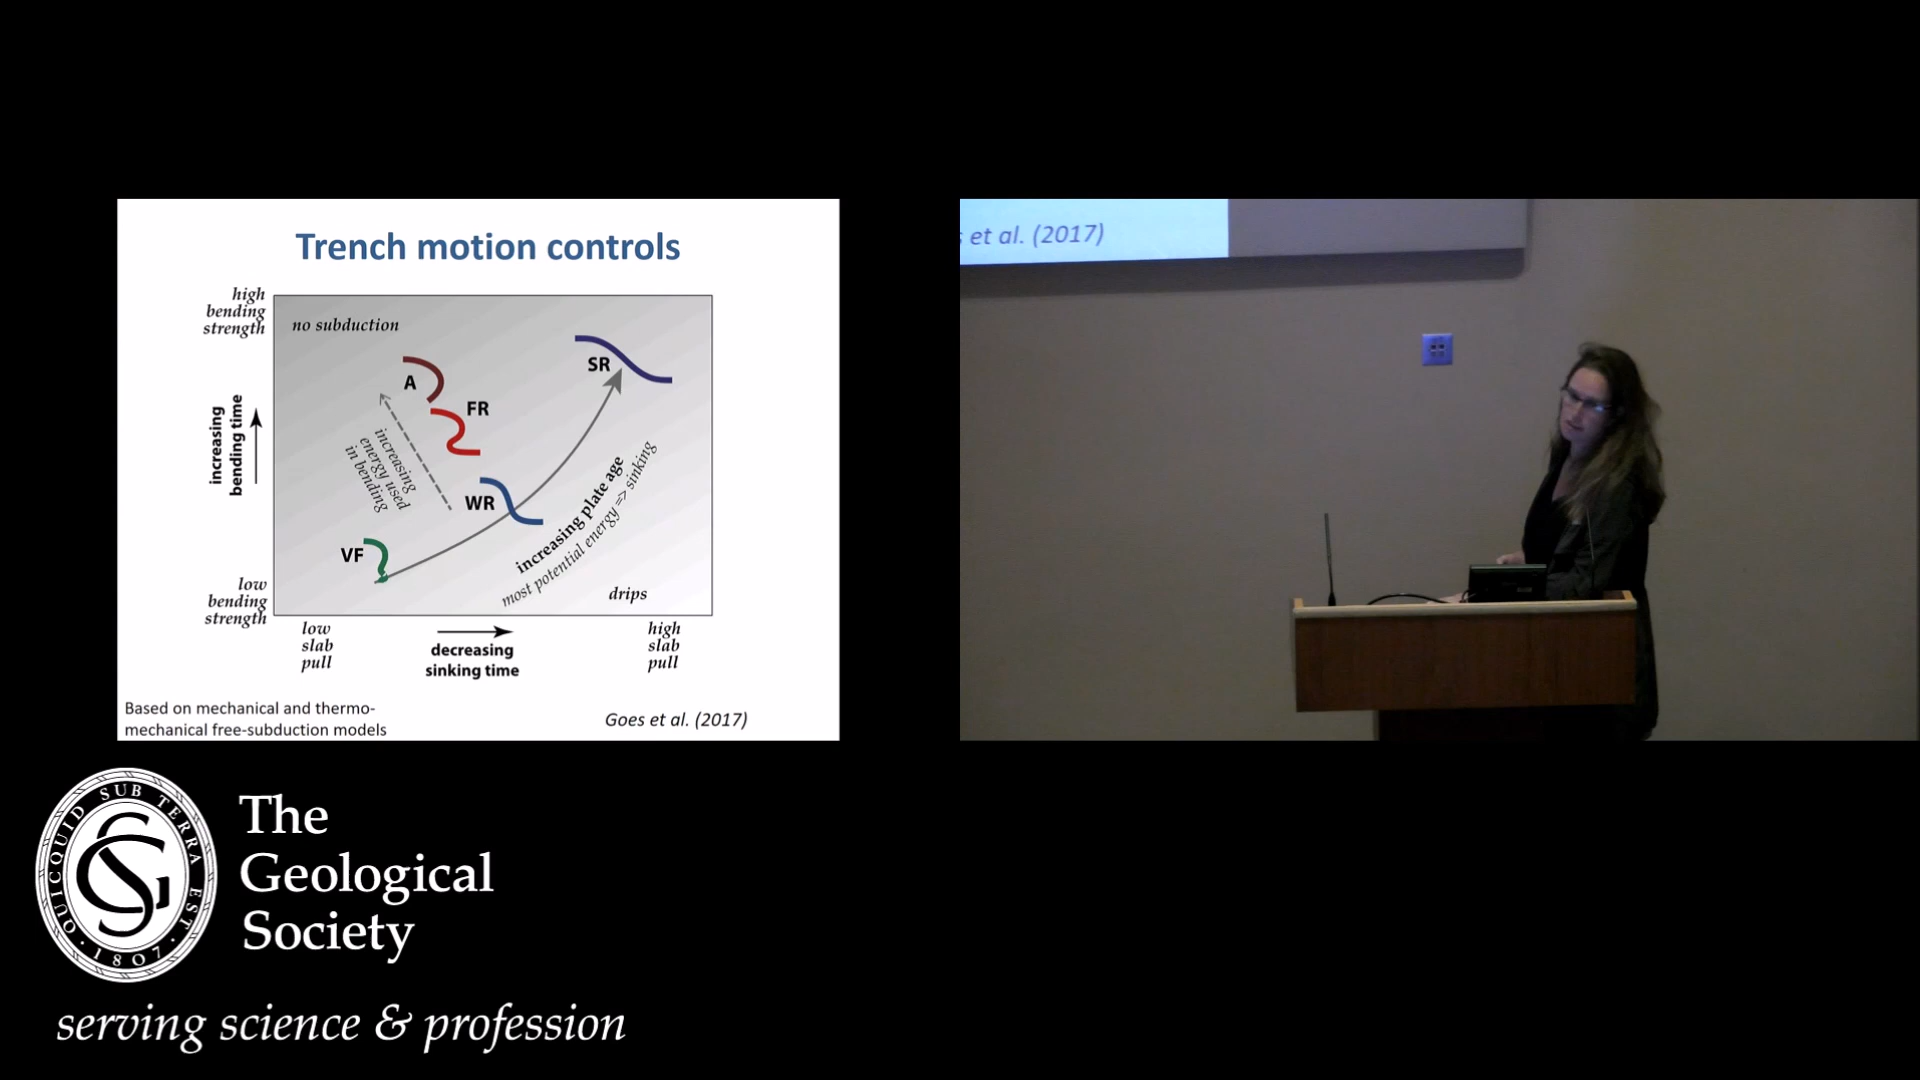 Trench motion controls
high
bending
strength
no subduction
SR
A
FR
increasing
bending time
increasing
energy used
in bending
WR
increasing plate age
most potential energy => sinking
VF
low
bending
strength
drips
low
slab
pull
decreasing
sinking time
high
slab
pull
Based on mechanical and thermo-
mechanical free-subduction models
Goes et al. (2017)
et al. (2017)
QUICQUID SUB TERRA EST
1807
The
Geological
Society
serving science & profession